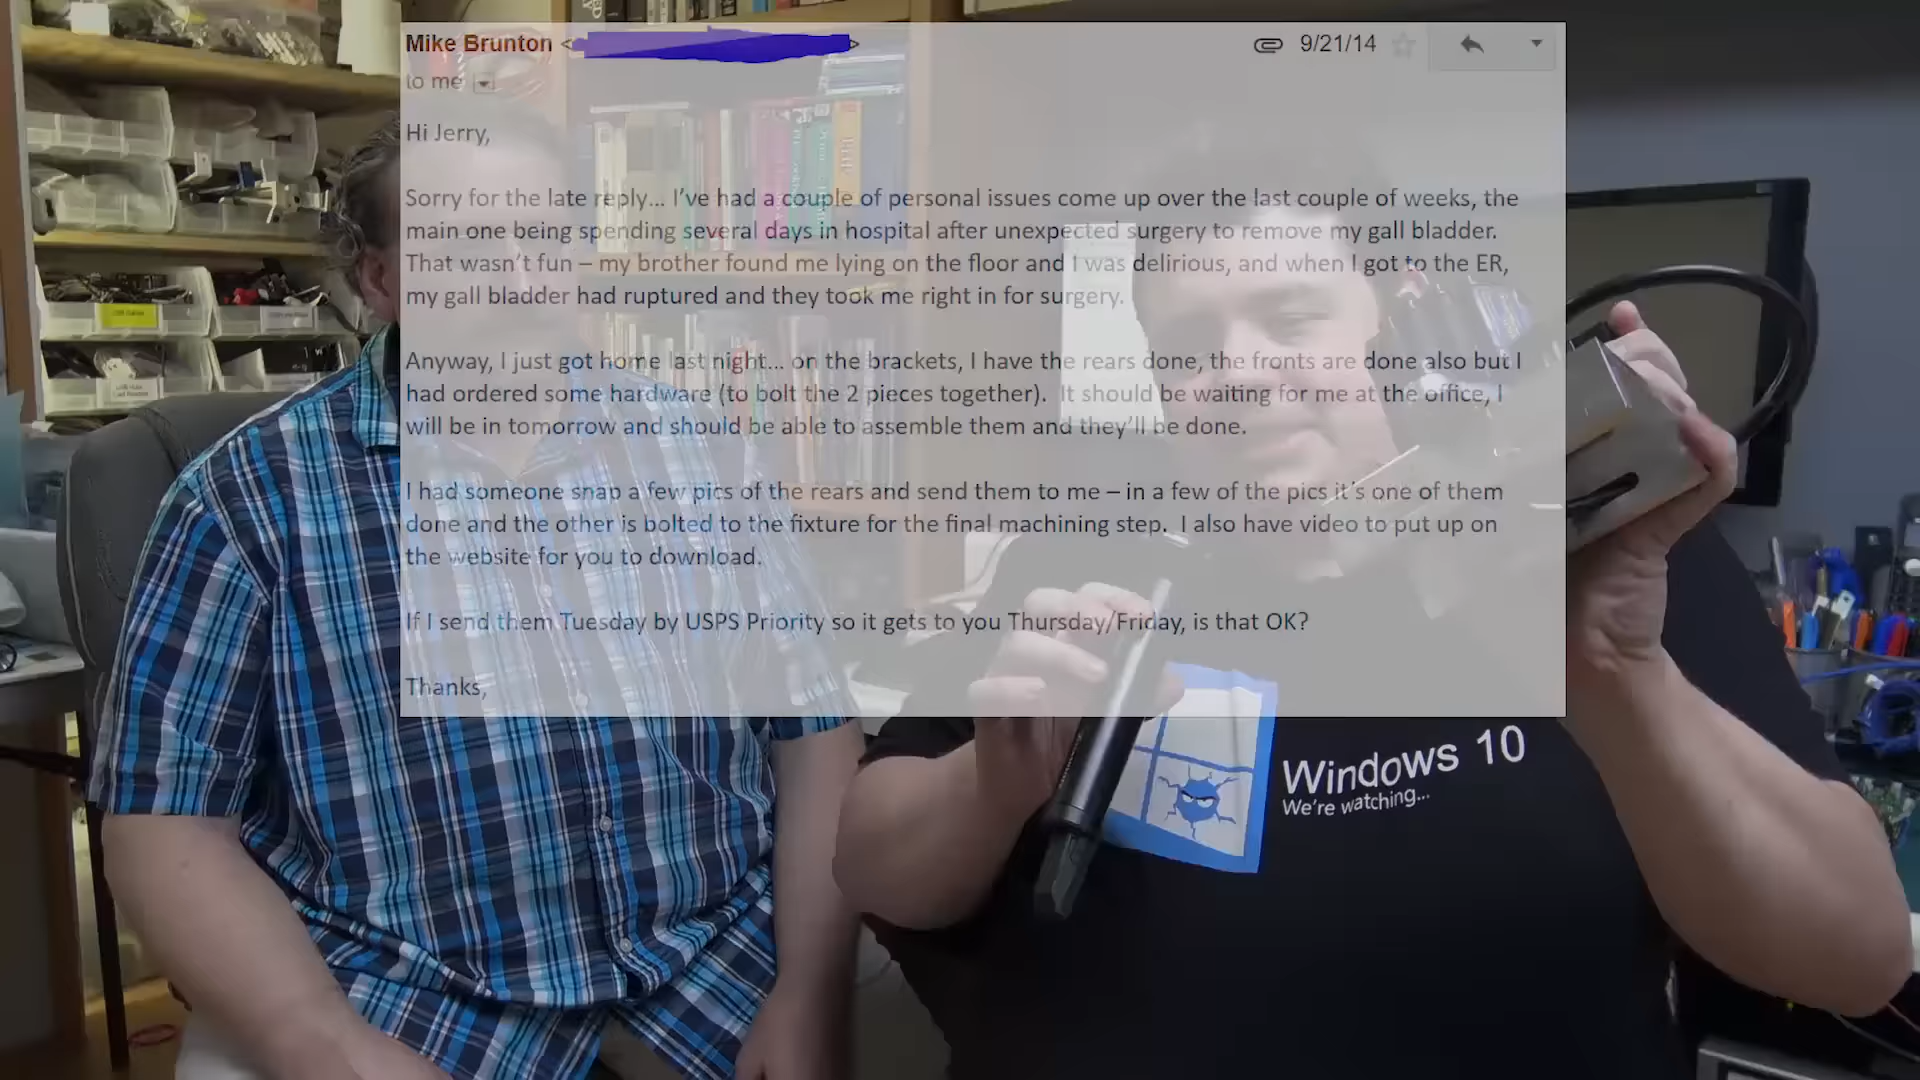 Mike Brunton < >
9/21/14
to me
Hi Jerry,
Sorry for the late reply... I've had a couple of personal issues come up over the last couple of weeks, the
main one being spending several days in hospital after unexpected surgery to remove my gall bladder.
That wasn't fun – my brother found me lying on the floor and I was delirious, and when I got to the ER,
my gall bladder had ruptured and they took me right in for surgery.
Anyway, I just got home last night... on the brackets, I have the rears done, the fronts are done also but I
had ordered some hardware (to bolt the 2 pieces together).  It should be waiting for me at the office, I
will be in tomorrow and should be able to assemble them and they'll be done.
I had someone snap a few pics of the rears and send them to me – in a few of the pics it's one of them
done and the other is bolted to the fixture for the final machining step.  I also have video to put up on
the website for you to download.
If I send them Tuesday by USPS Priority so it gets to you Thursday/Friday, is that OK?
Thanks,
Windows 10
We're watching...